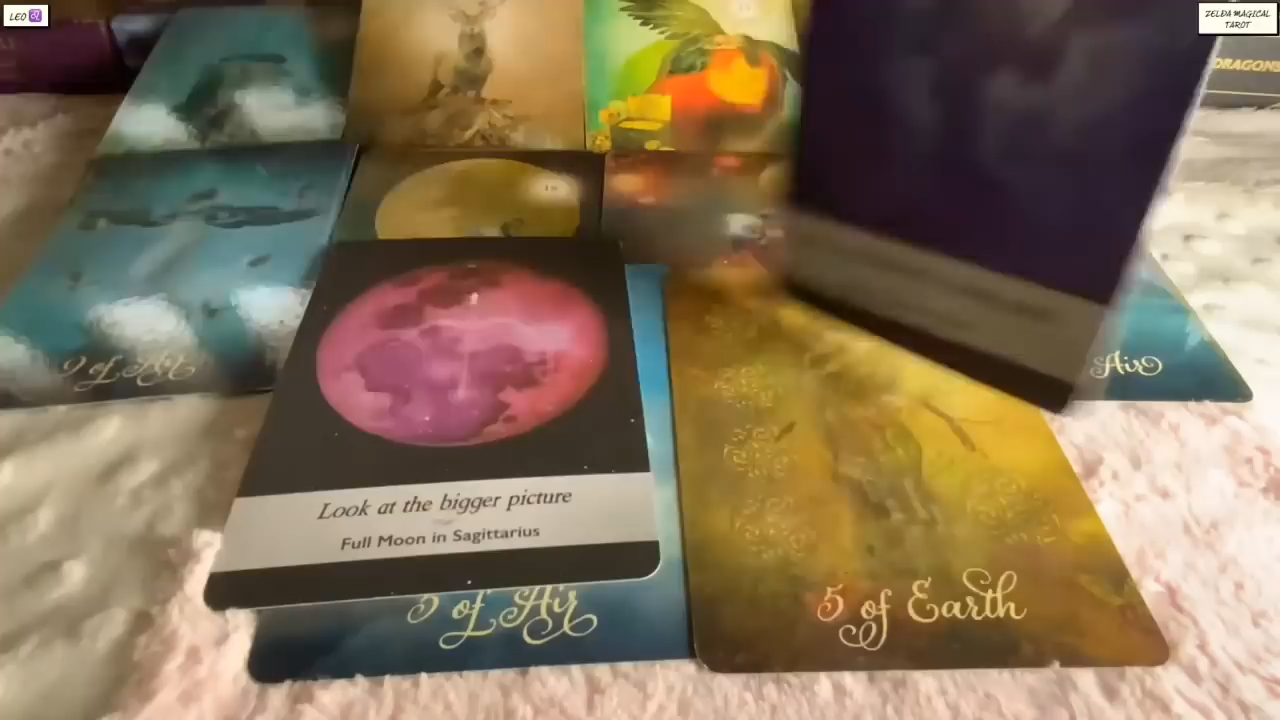 LEO ♌
ZELDA MAGICAL
TAROT
DRAGONS
9 of Air
Air
Look at the bigger picture
Full Moon in Sagittarius
5 of Air
5 of Earth